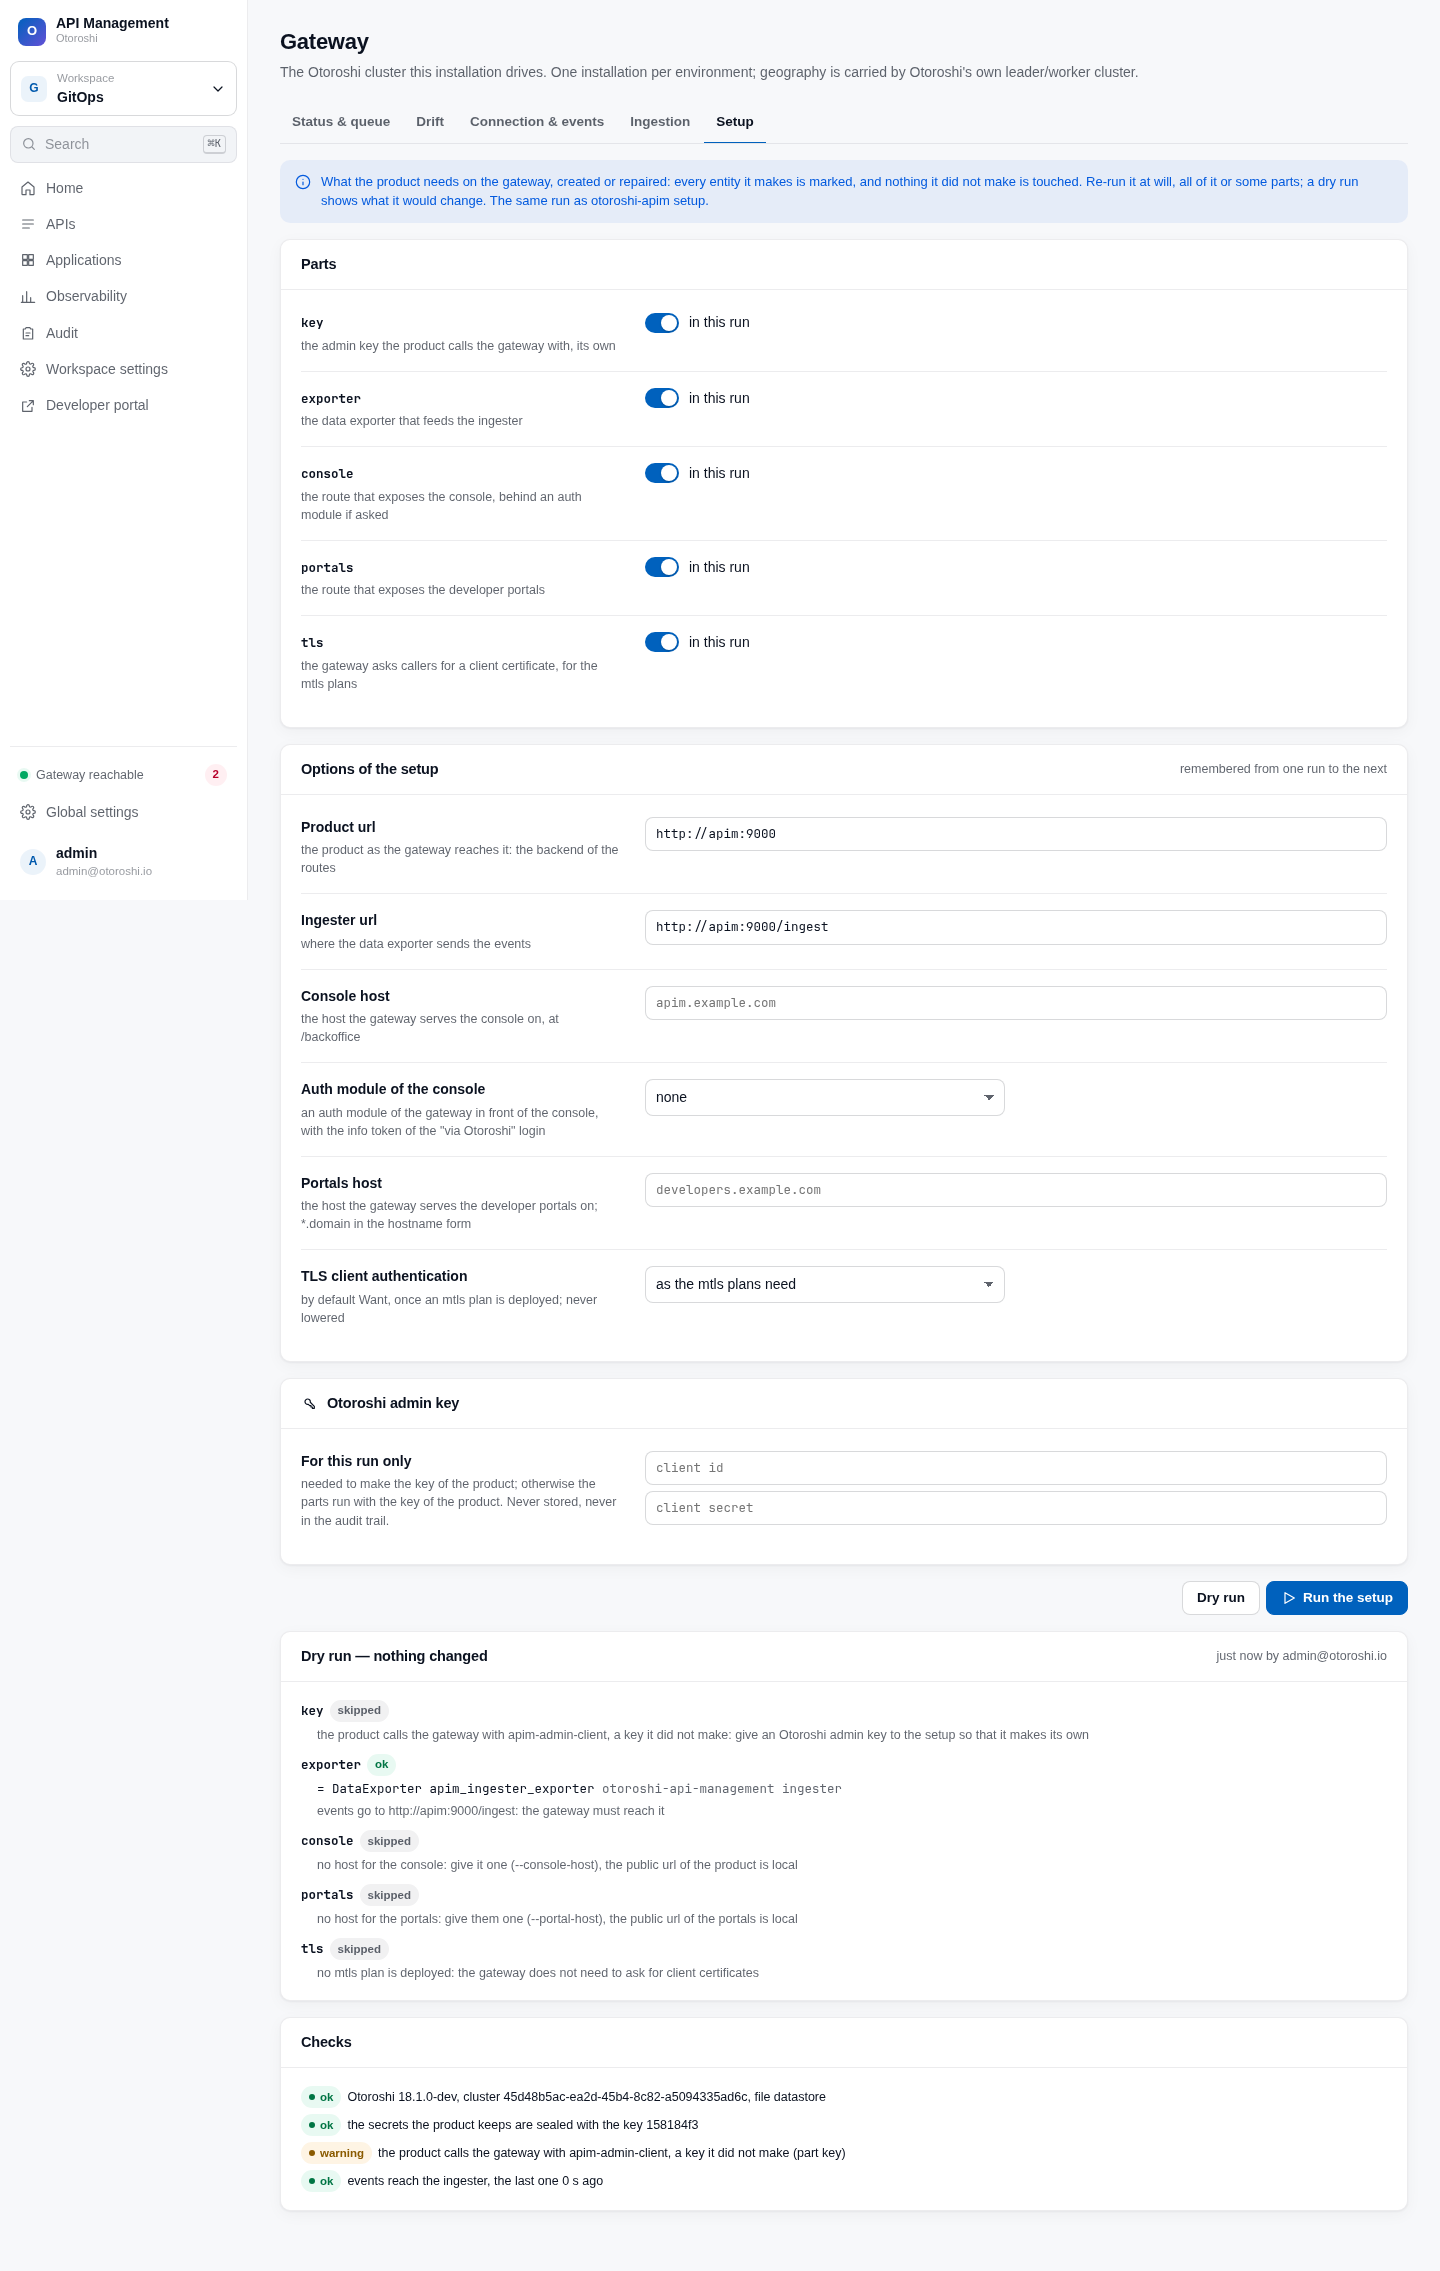 O
API Management
Otoroshi
G
Workspace
GitOps
Search
⌘K
Home
APIs
Applications
Observability
Audit
Workspace settings
Developer portal
Gateway reachable
2
Global settings
A
admin
admin@otoroshi.io
Gateway
The Otoroshi cluster this installation drives. One installation per environment; geography is carried by Otoroshi's own leader/worker cluster.
Status & queue
Drift
Connection & events
Ingestion
Setup
What the product needs on the gateway, created or repaired: every entity it makes is marked, and nothing it did not make is touched. Re-run it at will, all of it or some parts; a dry run
shows what it would change. The same run as otoroshi-apim setup.
Parts
key
in this run
the admin key the product calls the gateway with, its own
exporter
in this run
the data exporter that feeds the ingester
console
in this run
the route that exposes the console, behind an auth
module if asked
portals
in this run
the route that exposes the developer portals
tls
in this run
the gateway asks callers for a client certificate, for the
mtls plans
Options of the setup
remembered from one run to the next
Product url
the product as the gateway reaches it: the backend of the
routes
http://apim:9000
Ingester url
where the data exporter sends the events
http://apim:9000/ingest
Console host
the host the gateway serves the console on, at
/backoffice
apim.example.com
Auth module of the console
an auth module of the gateway in front of the console,
with the info token of the "via Otoroshi" login
none
Portals host
the host the gateway serves the developer portals on;
*.domain in the hostname form
developers.example.com
TLS client authentication
by default Want, once an mtls plan is deployed; never
lowered
as the mtls plans need
Otoroshi admin key
For this run only
needed to make the key of the product; otherwise the
parts run with the key of the product. Never stored, never
in the audit trail.
client id
client secret
Dry run
Run the setup
Dry run — nothing changed
just now by admin@otoroshi.io
key skipped
the product calls the gateway with apim-admin-client, a key it did not make: give an Otoroshi admin key to the setup so that it makes its own
exporter ok
= DataExporter apim_ingester_exporter otoroshi-api-management ingester
events go to http://apim:9000/ingest: the gateway must reach it
console skipped
no host for the console: give it one (--console-host), the public url of the product is local
portals skipped
no host for the portals: give them one (--portal-host), the public url of the portals is local
tls skipped
no mtls plan is deployed: the gateway does not need to ask for client certificates
Checks
ok Otoroshi 18.1.0-dev, cluster 45d48b5ac-ea2d-45b4-8c82-a5094335ad6c, file datastore
ok the secrets the product keeps are sealed with the key 158184f3
warning the product calls the gateway with apim-admin-client, a key it did not make (part key)
ok events reach the ingester, the last one 0 s ago